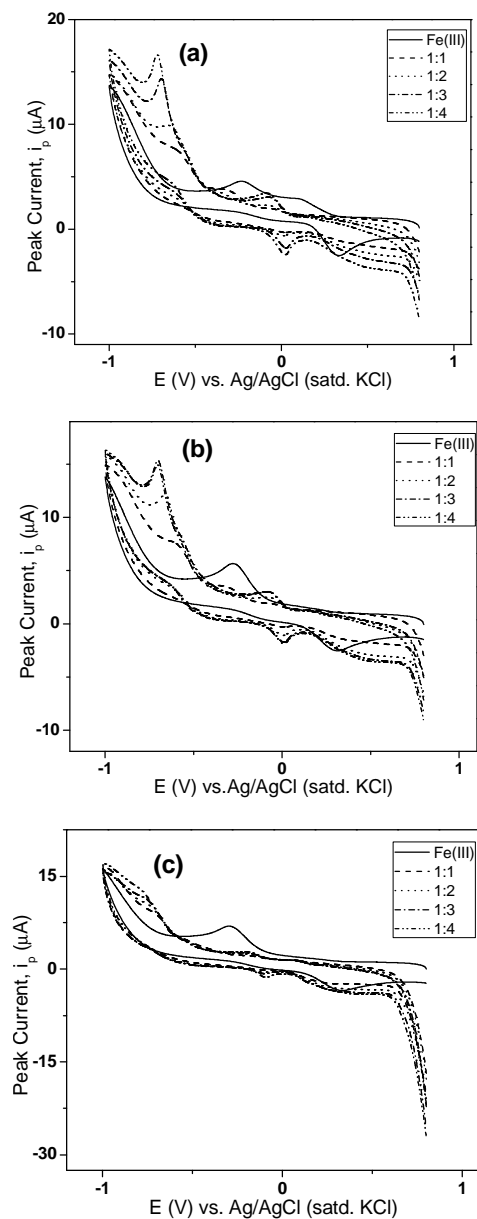 20
(a)
Fe(III)
1:1
1:2
1:3
1:4
10
0
-10
Peak Current, i_p (μA)
-1
0
1
E (V) vs. Ag/AgCl (satd. KCl)
(b)
Fe(III)
1:1
1:2
1:3
1:4
10
0
-10
Peak Current, i_p (μA)
-1
0
1
E (V) vs.Ag/AgCl (satd. KCl)
(c)
Fe(III)
1:1
1:2
1:3
1:4
15
0
-15
-30
Peak Current, i_p (μA)
-1
0
1
E (V) vs. Ag/AgCl (satd. KCl)